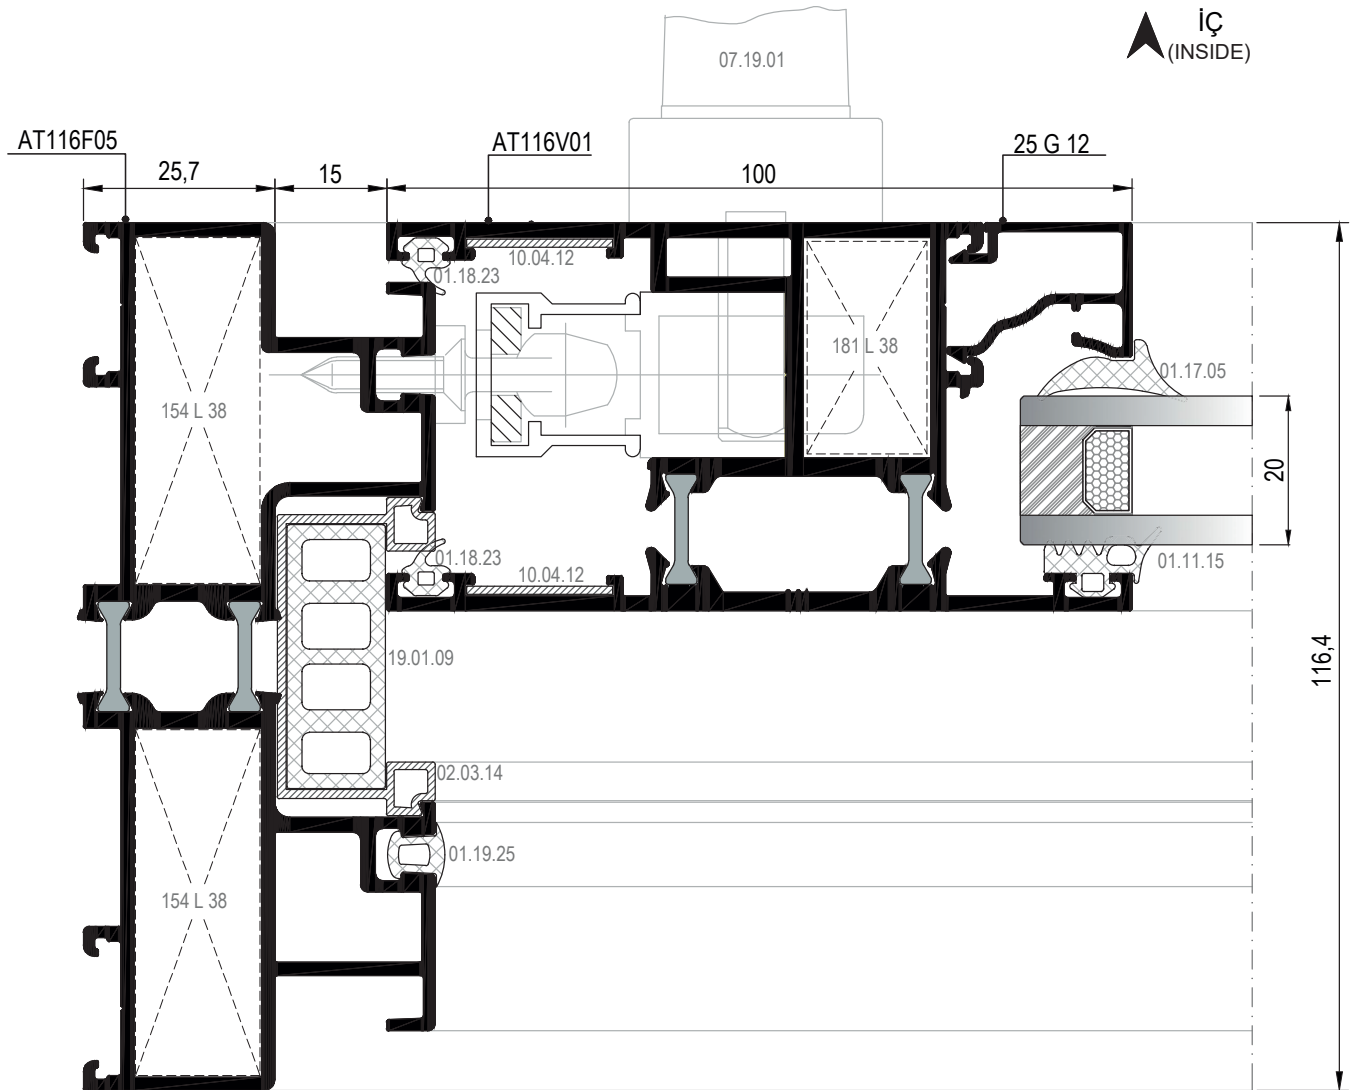 İÇ
(INSIDE)
07.19.01
AT116F05
AT116V01
25 G 12
25,7
15
100
10.04.12
01.18.23
181 L 38
01.17.05
154 L 38
20
01.18.23
10.04.12
01.11.15
19.01.09
116,4
02.03.14
01.19.25
154 L 38